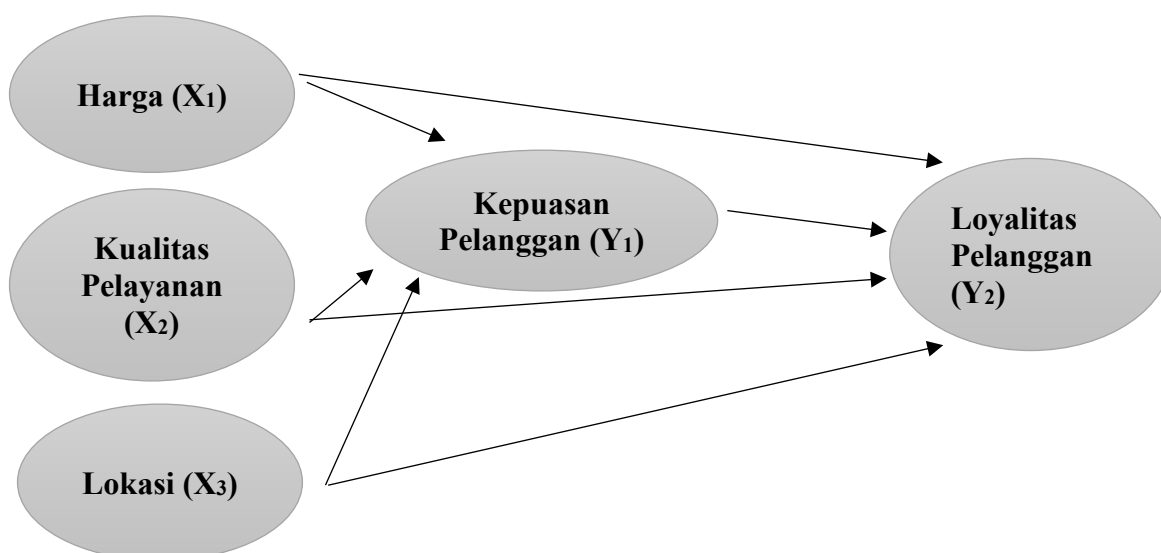 Harga (X₁)
Kepuasan
Pelanggan (Y₁)
Loyalitas
Pelanggan
(Y₂)
Kualitas
Pelayanan
(X₂)
Lokasi (X₃)